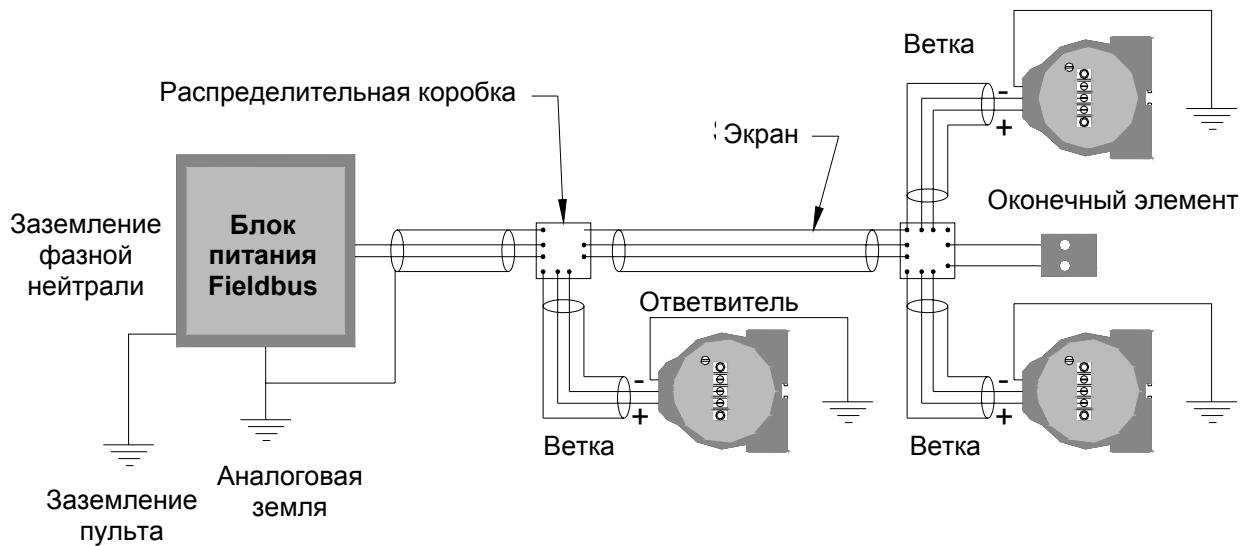 Ветка
Распределительная коробка
-
+
Экран
Заземление
фазной
нейтрали
Блок
питания
Fieldbus
Оконечный элемент
Ответвитель
-
+
Ветка
-
+
Ветка
Аналоговая
земля
Заземление
пульта